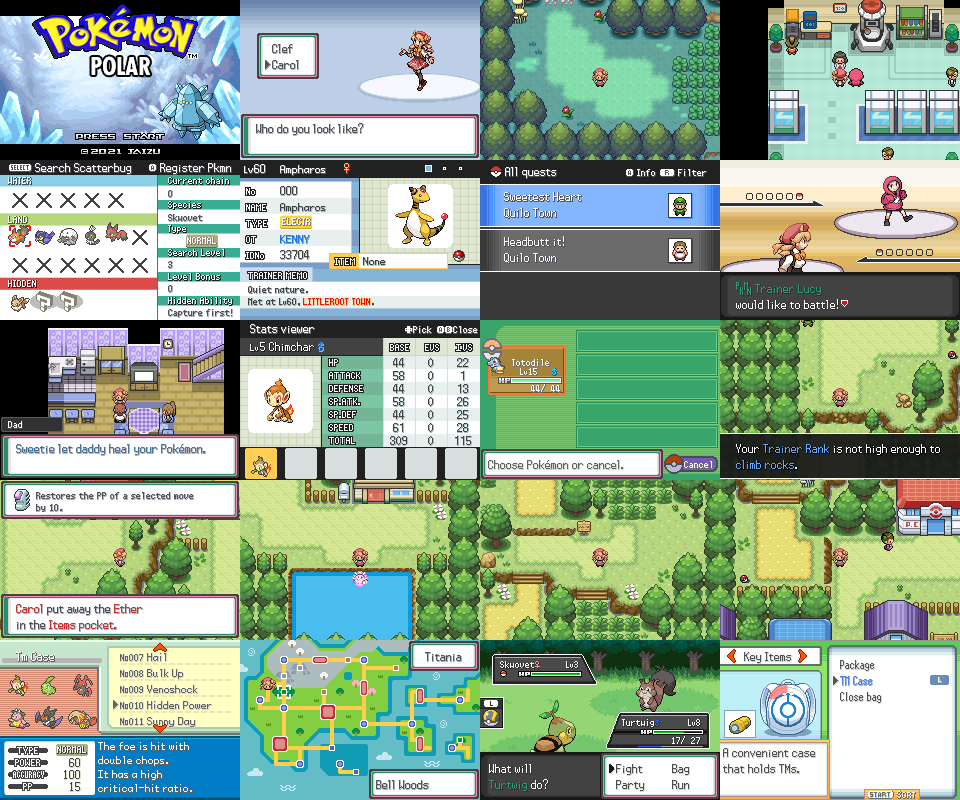 POKéMON
POLAR
PRESS START
©2021 JAIZU
Clef
Carol
Who do you look like?
SELECT Search Scatterbug A Register Pkmn
WATER
LAND
HIDDEN
Current chain
0
Species
Skwovet
Type
NORMAL
Search Level
3
Level Bonus
0
Hidden Ability
Capture first!
Lv60 Ampharos ♀
No 000
NAME Ampharos
TYPE ELECTR
OT KENNY
IDNo 33704
ITEM None
TRAINER MEMO
Quiet nature.
Met at Lv60, LITTLEROOT TOWN.
All quests A Info R Filter
Sweetest Heart
Quilo Town
Headbutt it!
Quilo Town
PKMN Trainer Lucy
would like to battle!♥
Dad
Sweetie let daddy heal your Pokémon.
Stats viewer Pick A B Close
Lv5 Chimchar ♂ BASE EVS IVS
HP 44 0 22
ATTACK 58 0 1
DEFENSE 44 0 13
SP.ATK. 58 0 26
SP.DEF 44 0 25
SPEED 61 0 28
TOTAL 309 0 115
Totodile
Lv15 ♂
HP
44/ 44
Choose Pokémon or cancel.
Cancel
Your Trainer Rank is not high enough to
climb rocks.
Restores the PP of a selected move
by 10.
Carol put away the Ether
in the Items pocket.
P.C
Tm Case
No007 Hail
No008 Bulk Up
No009 Venoshock
No010 Hidden Power
No011 Sunny Day
TYPE NORMAL
POWER 60
ACCURACY 100
PP 15
The foe is hit with
double chops.
It has a high
critical-hit ratio.
Titania
Bell Woods
Skwovet♀ Lv3
HP
L
Turtwig♂ Lv8
HP
17/ 27
What will
Turtwig do?
Fight Bag
Party Run
Key Items
Package
TM Case L
Close bag
A convenient case
that holds TMs.
START SORT